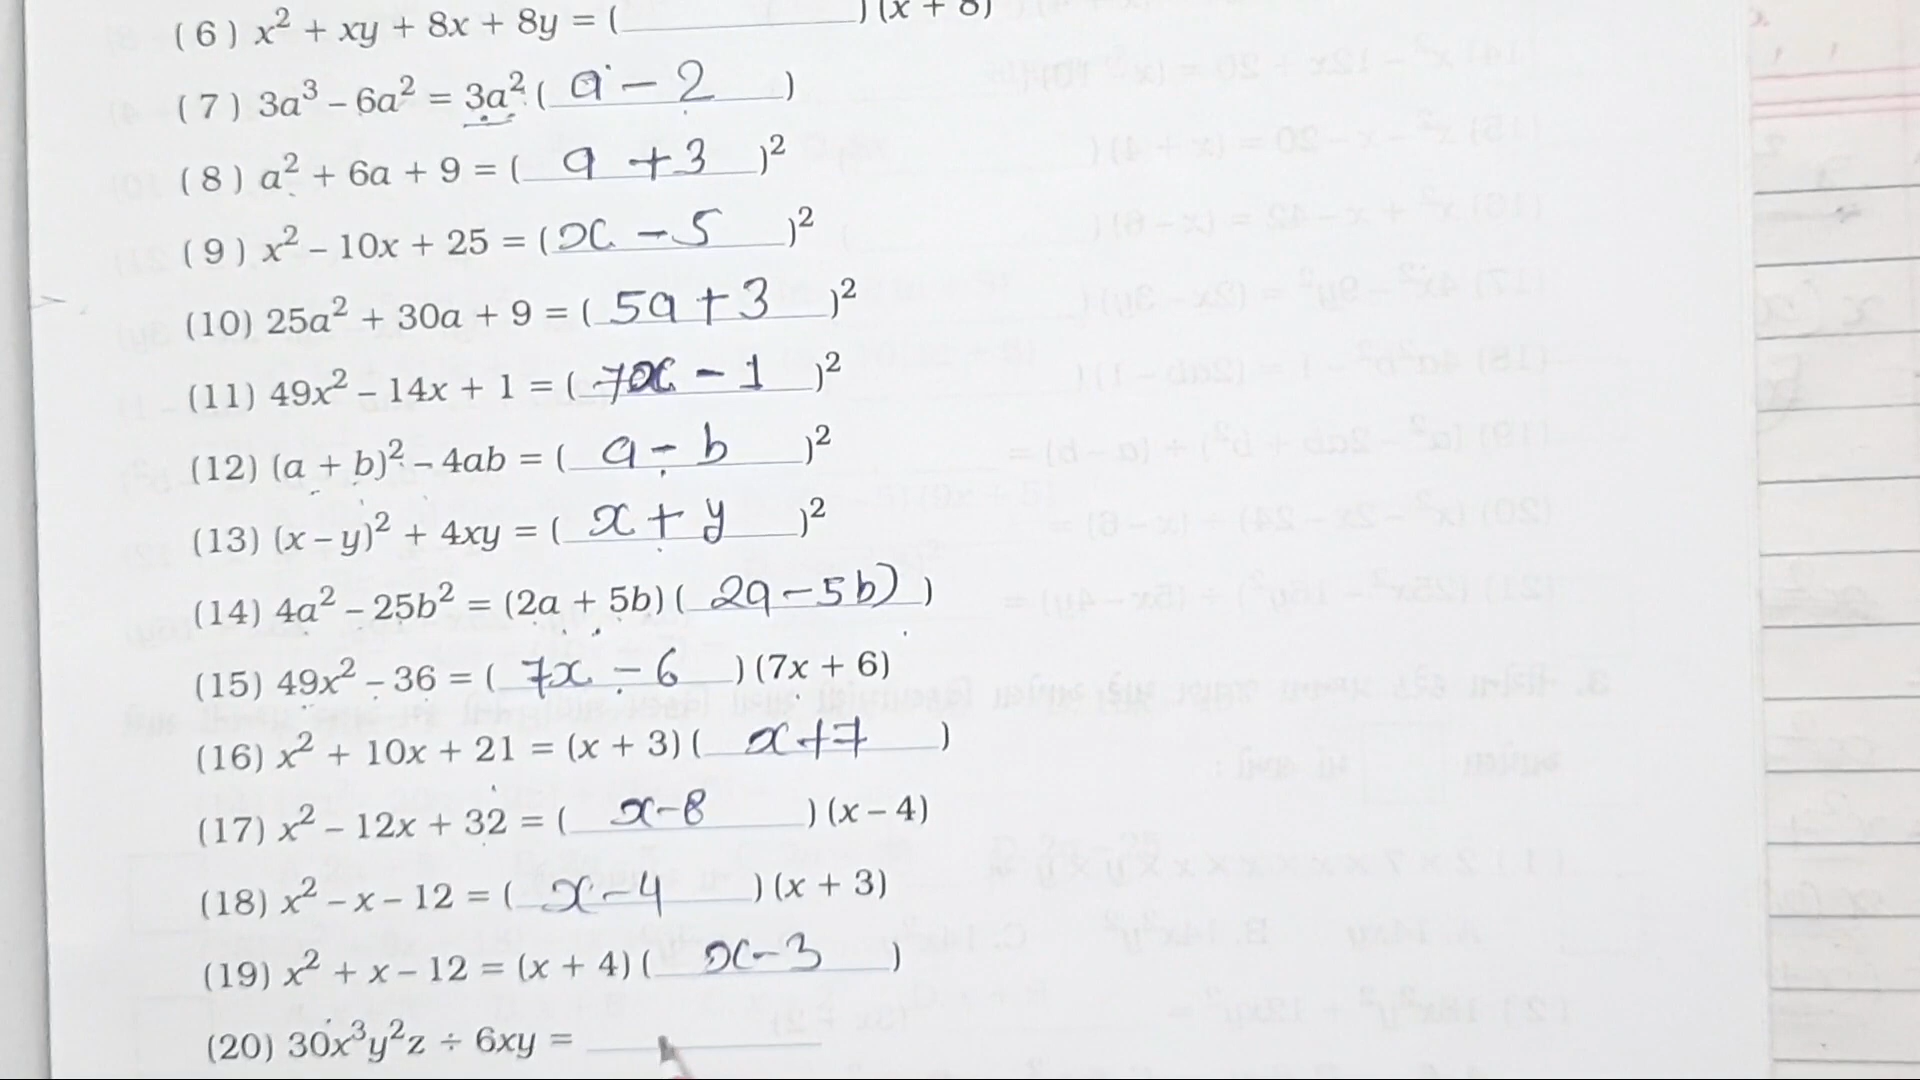 (6) x² + xy + 8x + 8y = ( ________ ) (x + 8)
(7) 3a³ – 6a² = 3a² ( a – 2 )
(8) a² + 6a + 9 = ( a + 3 )²
(9) x² – 10x + 25 = ( x – 5 )²
(10) 25a² + 30a + 9 = ( 5a + 3 )²
(11) 49x² – 14x + 1 = ( 7x – 1 )²
(12) (a + b)² – 4ab = ( a – b )²
(13) (x – y)² + 4xy = ( x + y )²
(14) 4a² – 25b² = (2a + 5b) ( 2a – 5b) )
(15) 49x² – 36 = ( 7x – 6 ) (7x + 6)
(16) x² + 10x + 21 = (x + 3) ( x + 7 )
(17) x² – 12x + 32 = ( x – 8 ) (x – 4)
(18) x² – x – 12 = ( x – 4 ) (x + 3)
(19) x² + x – 12 = (x + 4) ( x – 3 )
(20) 30x³y²z ÷ 6xy = ________